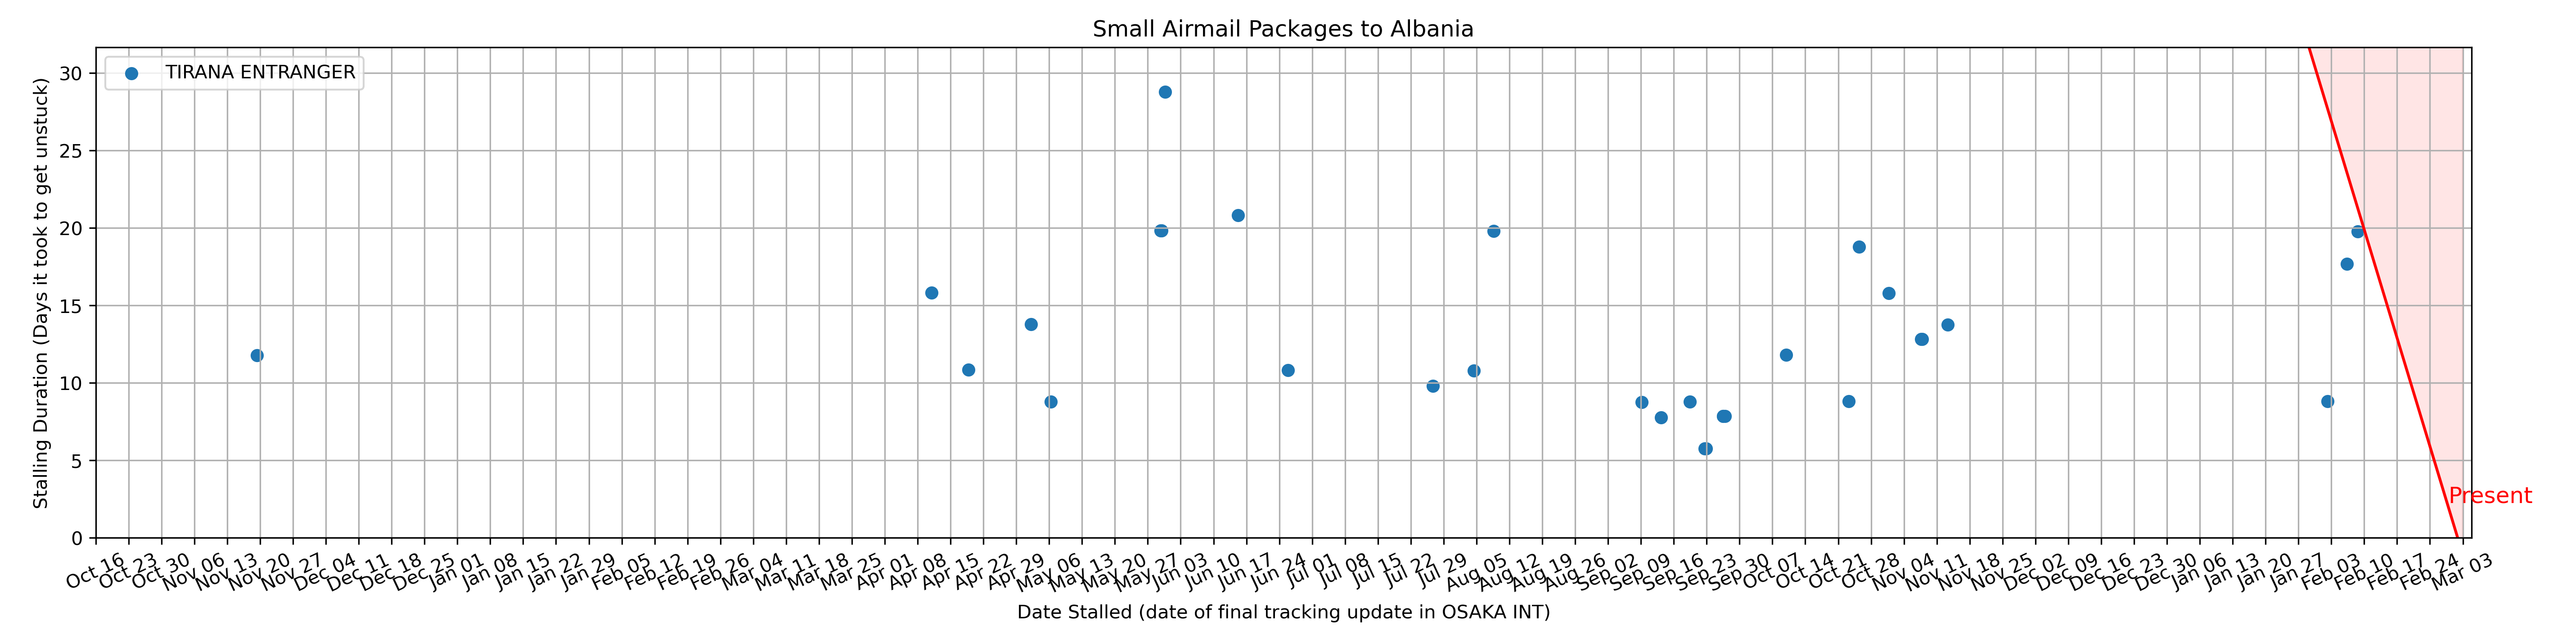 Small Airmail Packages to Albania
TIRANA ENTRANGER
Stalling Duration (Days it took to get unstuck)
30
25
20
15
10
5
0
Present
Oct 16
Oct 23
Oct 30
Nov 06
Nov 13
Nov 20
Nov 27
Dec 04
Dec 11
Dec 18
Dec 25
Jan 01
Jan 08
Jan 15
Jan 22
Jan 29
Feb 05
Feb 12
Feb 19
Feb 26
Mar 04
Mar 11
Mar 18
Mar 25
Apr 01
Apr 08
Apr 15
Apr 22
Apr 29
May 06
May 13
May 20
May 27
Jun 03
Jun 10
Jun 17
Jun 24
Jul 01
Jul 08
Jul 15
Jul 22
Jul 29
Aug 05
Aug 12
Aug 19
Aug 26
Sep 02
Sep 09
Sep 16
Sep 23
Sep 30
Oct 07
Oct 14
Oct 21
Oct 28
Nov 04
Nov 11
Nov 18
Nov 25
Dec 02
Dec 09
Dec 16
Dec 23
Dec 30
Jan 06
Jan 13
Jan 20
Jan 27
Feb 03
Feb 10
Feb 17
Feb 24
Mar 03
Date Stalled (date of final tracking update in OSAKA INT)